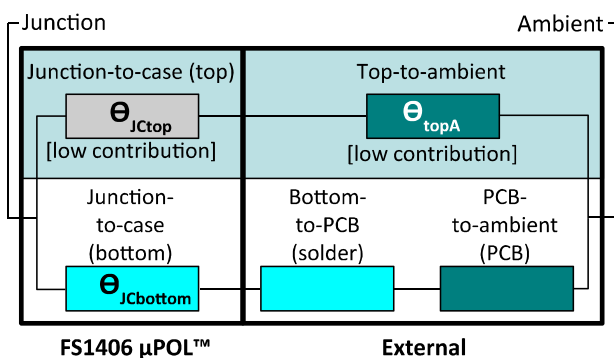 Junction
Ambient
Junction-to-case (top)
Top-to-ambient
ΘJCtop
ΘtopA
[low contribution]
[low contribution]
Junction-
to-case
(bottom)
Bottom-
to-PCB
(solder)
PCB-
to-ambient
(PCB)
ΘJCbottom
FS1406 µPOL™
External